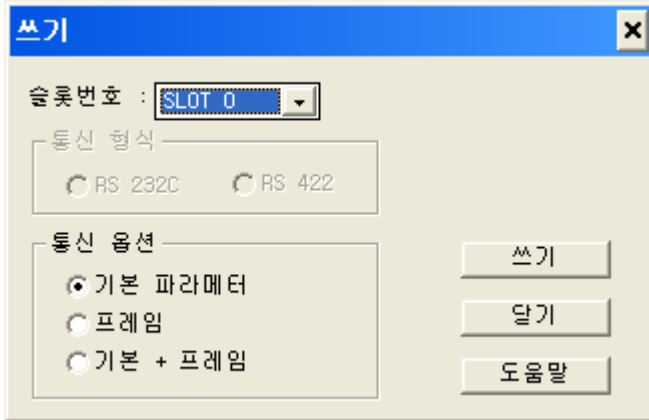 쓰기
슬롯번호 : SLOT 0
통신 형식
RS 232C RS 422
통신 옵션
기본 파라메터
프레임
기본 + 프레임
쓰기
닫기
도움말